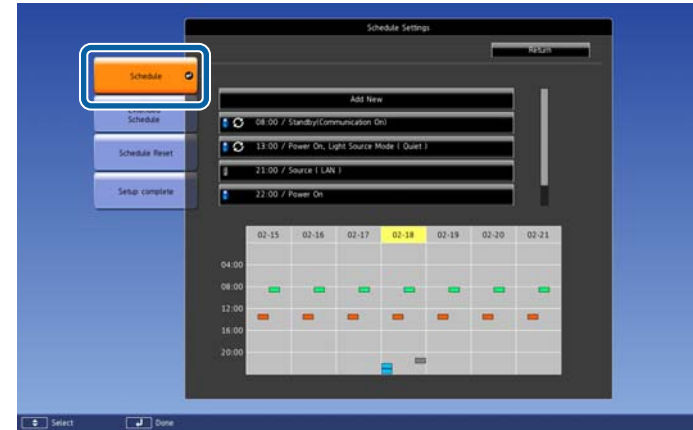 Schedule Settings
Return
Schedule
Schedule
Schedule Reset
Setup complete
Add New
08:00 / Standby(Communication On)
13:00 / Power On, Light Source Mode ( Quiet )
21:00 / Source ( LAN )
22:00 / Power On
02-15 02-16 02-17 02-18 02-19 02-20 02-21
04:00
08:00
12:00
16:00
20:00
Select Done